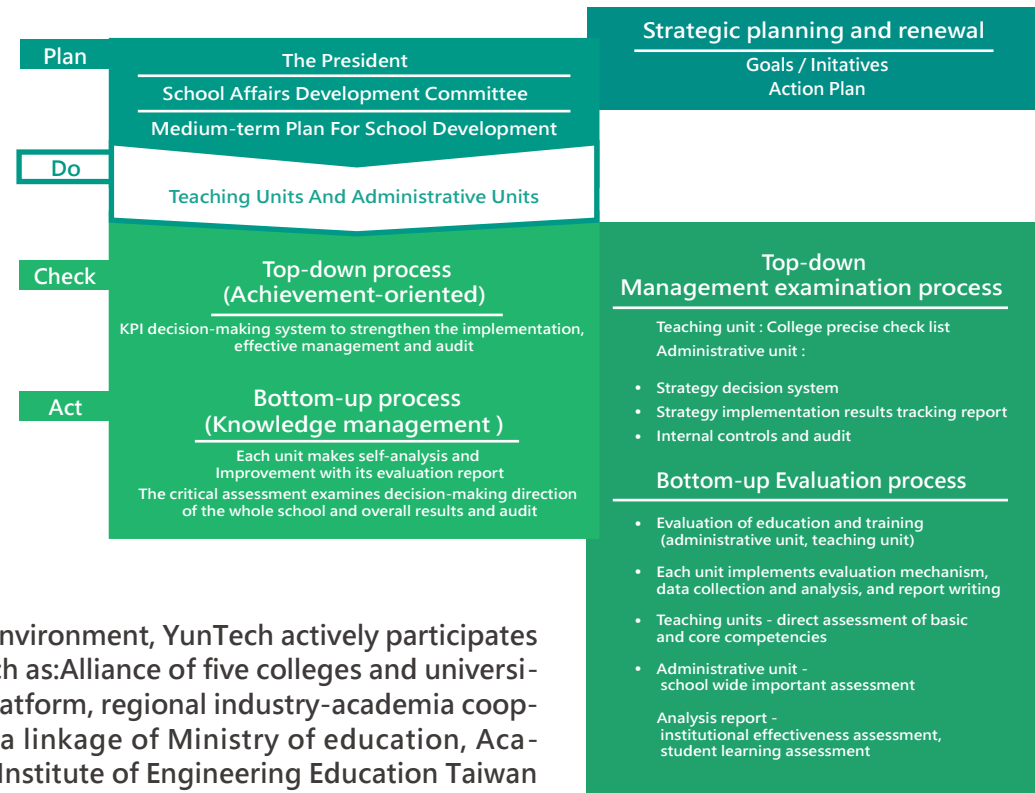 Plan
The President
School Affairs Development Committee
Medium-term Plan For School Development
Do
Teaching Units And Administrative Units
Check
Top-down process
(Achievement-oriented)
KPI decision-making system to strengthen the implementation,
effective management and audit
Act
Bottom-up process
(Knowledge management )
Each unit makes self-analysis and
Improvement with its evaluation report
The critical assessment examines decision-making direction
of the whole school and overall results and audit
Strategic planning and renewal
Goals / Initatives
Action Plan
Top-down
Management examination process
Teaching unit : College precise check list
Administrative unit :
• Strategy decision system
• Strategy implementation results tracking report
• Internal controls and audit
Bottom-up Evaluation process
• Evaluation of education and training
(administrative unit, teaching unit)
• Each unit implements evaluation mechanism,
data collection and analysis, and report writing
• Teaching units - direct assessment of basic
and core competencies
• Administrative unit -
school wide important assessment
Analysis report -
institutional effectiveness assessment,
student learning assessment
nvironment, YunTech actively participates
ch as:Alliance of five colleges and universi-
atform, regional industry-academia coop-
a linkage of Ministry of education, Aca-
Institute of Engineering Education Taiwan